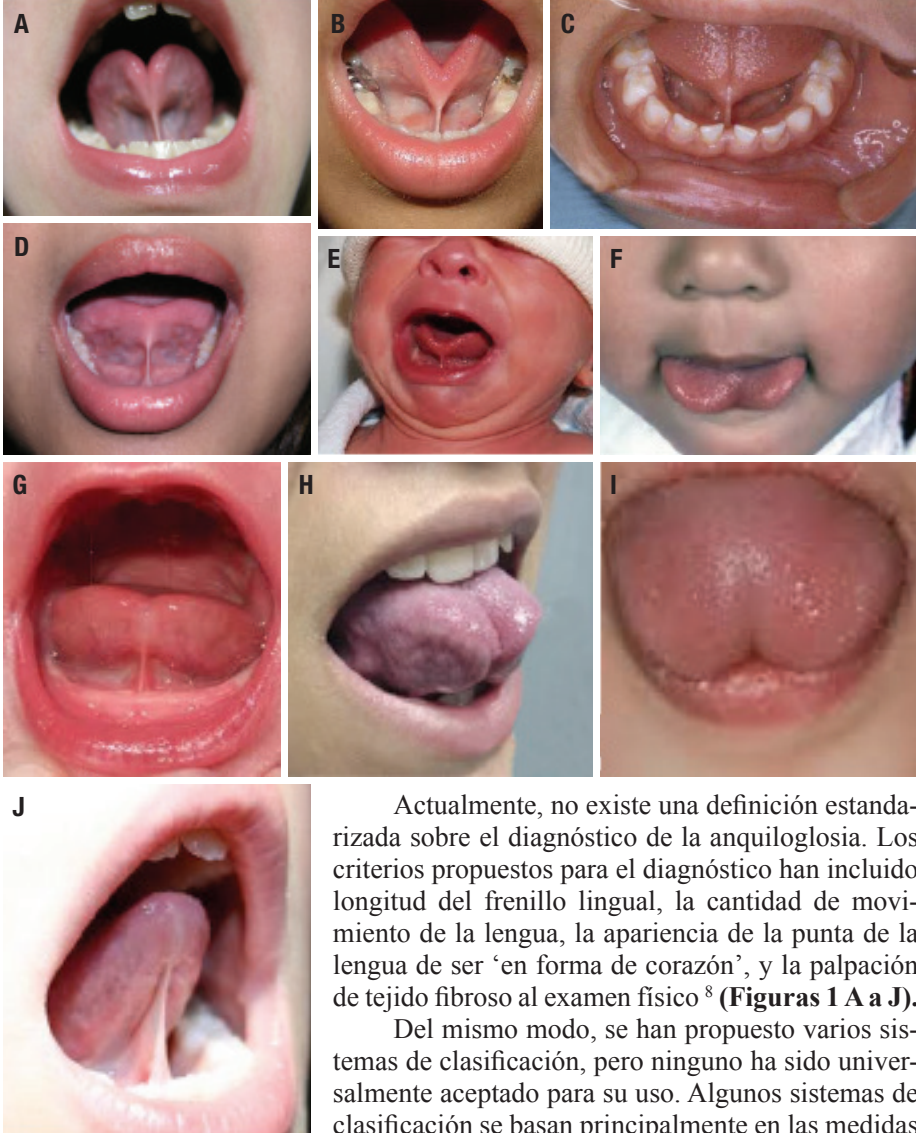 A
B
C
D
E
F
G
H
I
J
Actualmente, no existe una definición estanda-
rizada sobre el diagnóstico de la anquiloglosia. Los
criterios propuestos para el diagnóstico han incluido
longitud del frenillo lingual, la cantidad de movi-
miento de la lengua, la apariencia de la punta de la
lengua de ser ‘en forma de corazón’, y la palpación
de tejido fibroso al examen físico ⁸ (Figuras 1 A a J).
Del mismo modo, se han propuesto varios sis-
temas de clasificación, pero ninguno ha sido univer-
salmente aceptado para su uso. Algunos sistemas de
clasificación se basan principalmente en las medidas